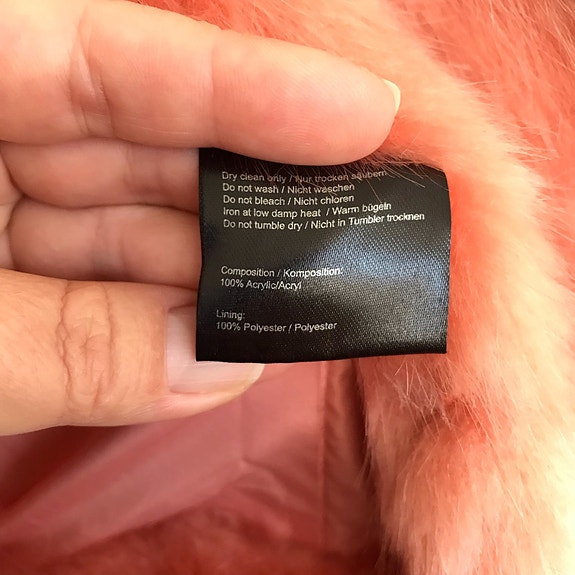 Dry clean only / Nur trocken säubern
Do not wash / Nicht waschen
Do not bleach / Nicht chloren
Iron at low damp heat / Warm bügeln
Do not tumble dry / Nicht in Tumbler trocknen
Composition / Komposition:
100% Acrylic/Acryl
Lining:
100% Polyester / Polyester